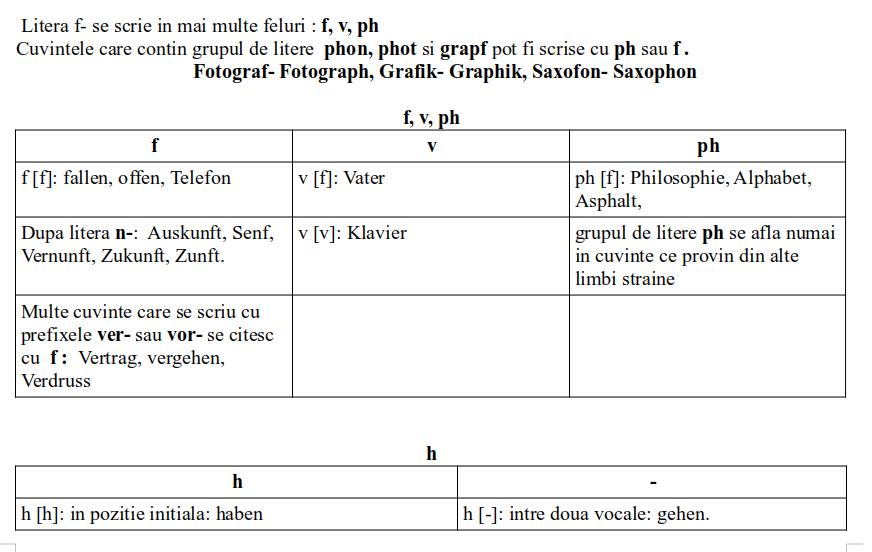 Litera f- se scrie in mai multe feluri : f, v, ph
Cuvintele care contin grupul de litere phon, phot si grapf pot fi scrise cu ph sau f .
Fotograf- Fotograph, Grafik- Graphik, Saxofon- Saxophon
f, v, ph
f
v
ph
f [f]: fallen, offen, Telefon
v [f]: Vater
ph [f]: Philosophie, Alphabet,
Asphalt,
Dupa litera n-: Auskunft, Senf,
Vernunft, Zukunft, Zunft.
v [v]: Klavier
grupul de litere ph se afla numai
in cuvinte ce provin din alte
limbi straine
Multe cuvinte care se scriu cu
prefixele ver- sau vor- se citesc
cu f : Vertrag, vergehen,
Verdruss
h
h
-
h [h]: in pozitie initiala: haben
h [-]: intre doua vocale: gehen.